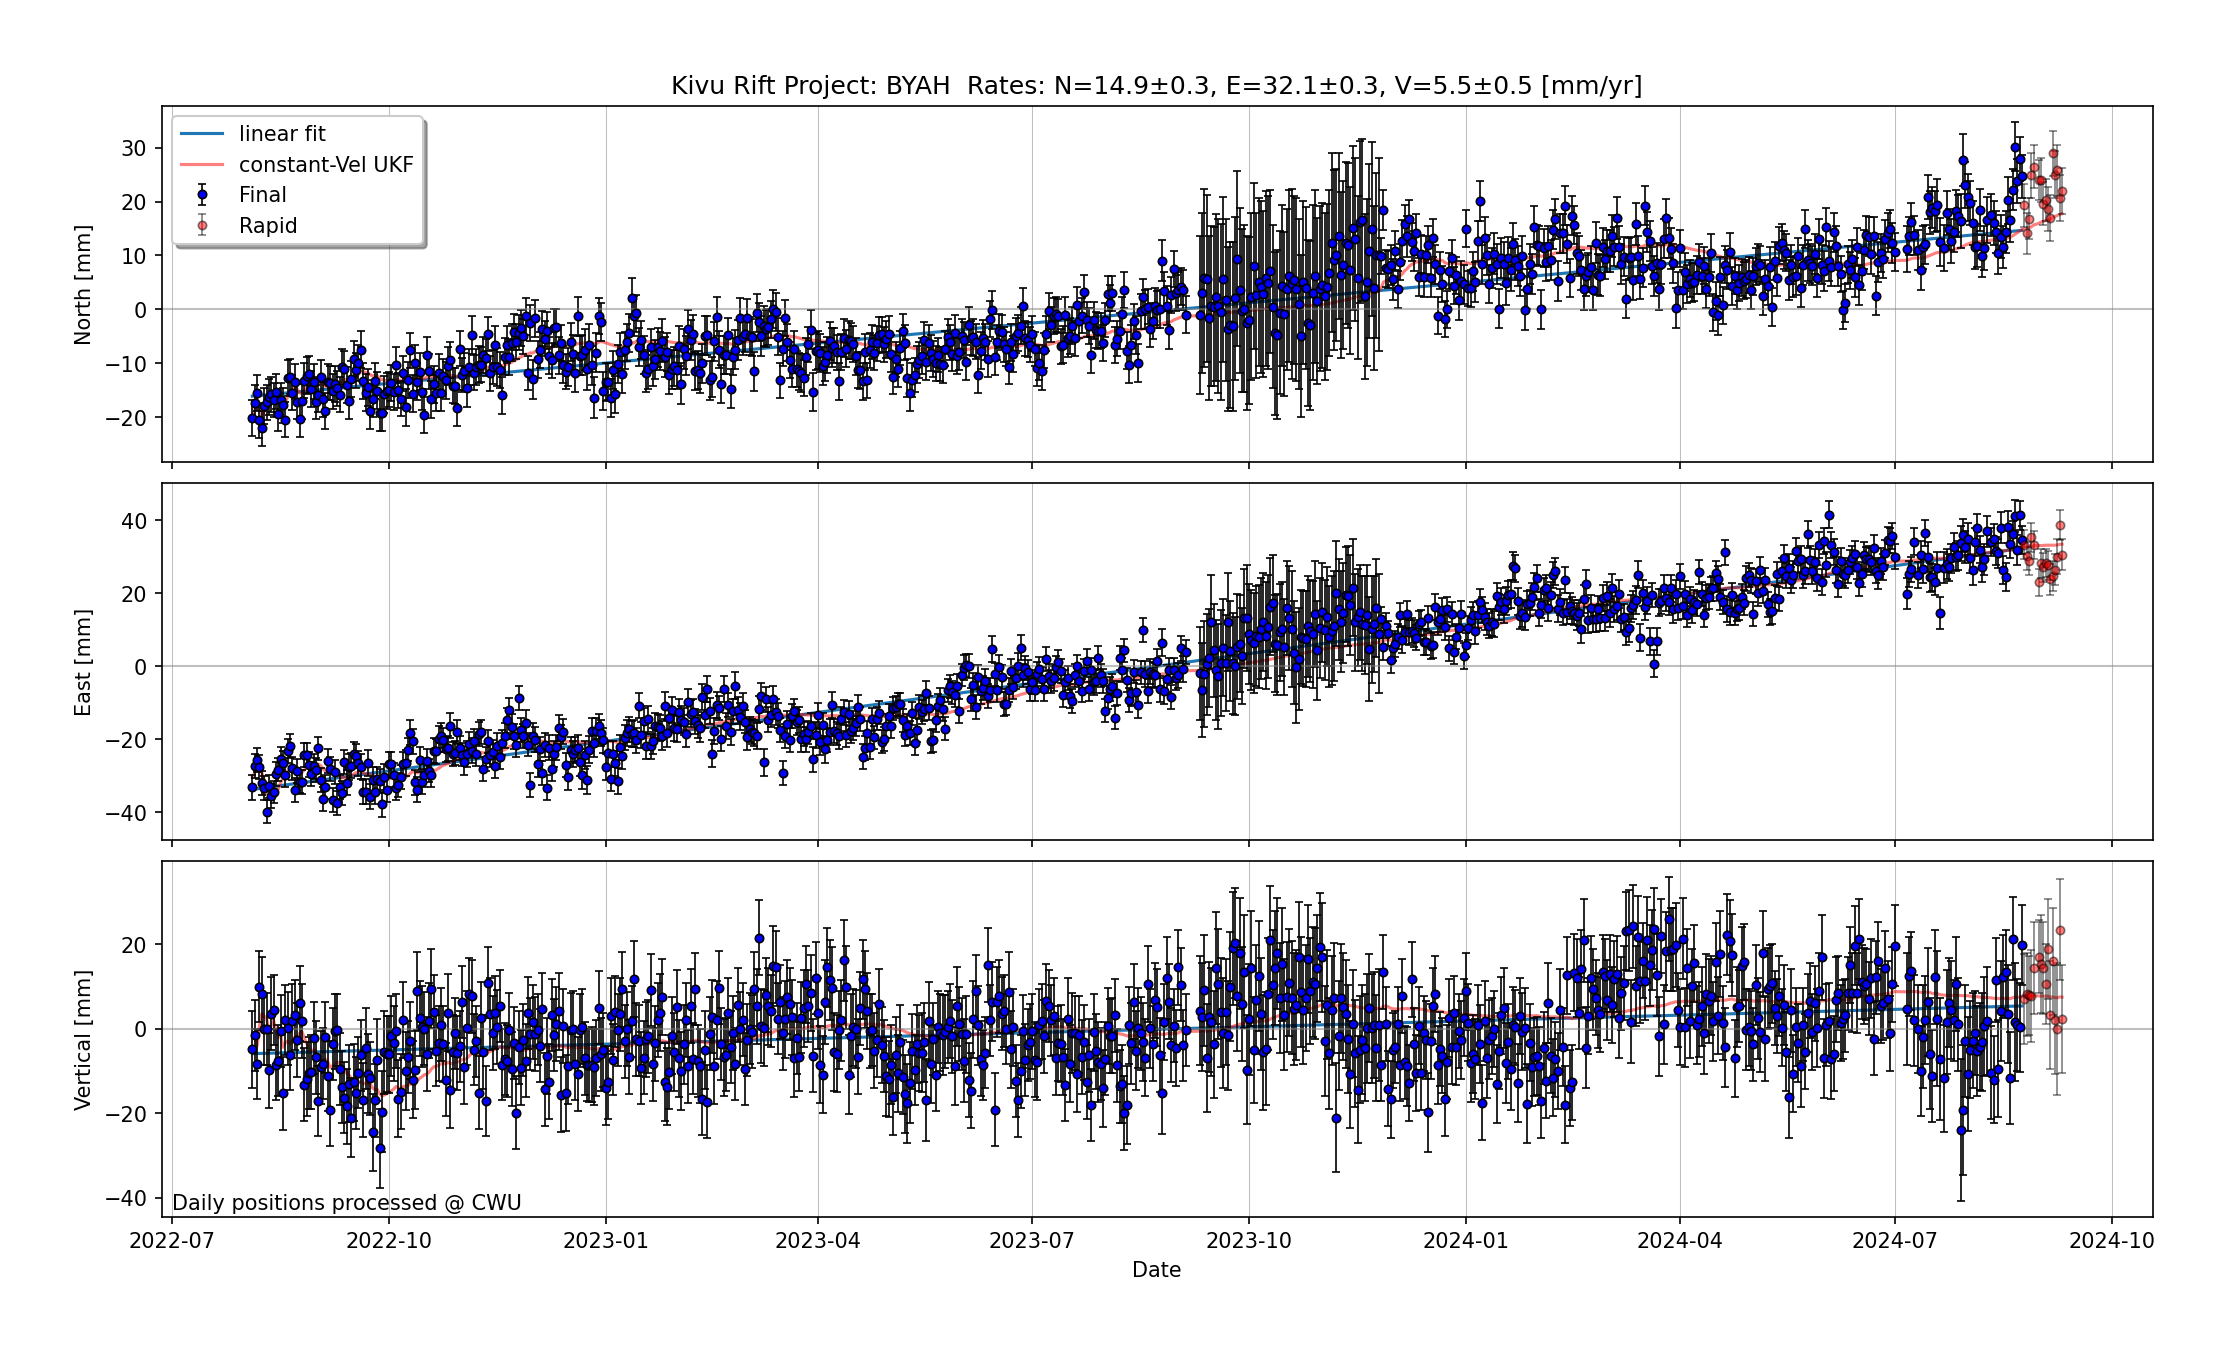 Kivu Rift Project: BYAH  Rates: N=14.9±0.3, E=32.1±0.3, V=5.5±0.5 [mm/yr]
linear fit
constant-Vel UKF
Final
Rapid
North [mm]
30
20
10
0
−10
−20
East [mm]
40
20
0
−20
−40
Vertical [mm]
20
0
−20
−40
Daily positions processed @ CWU
2022-07 2022-10 2023-01 2023-04 2023-07 2023-10 2024-01 2024-04 2024-07 2024-10
Date